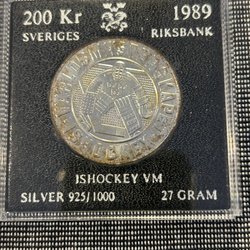 200 Kr 1989
SVERIGES RIKSBANK
ISHOCKEY VM
SILVER 925/1000 27 GRAM